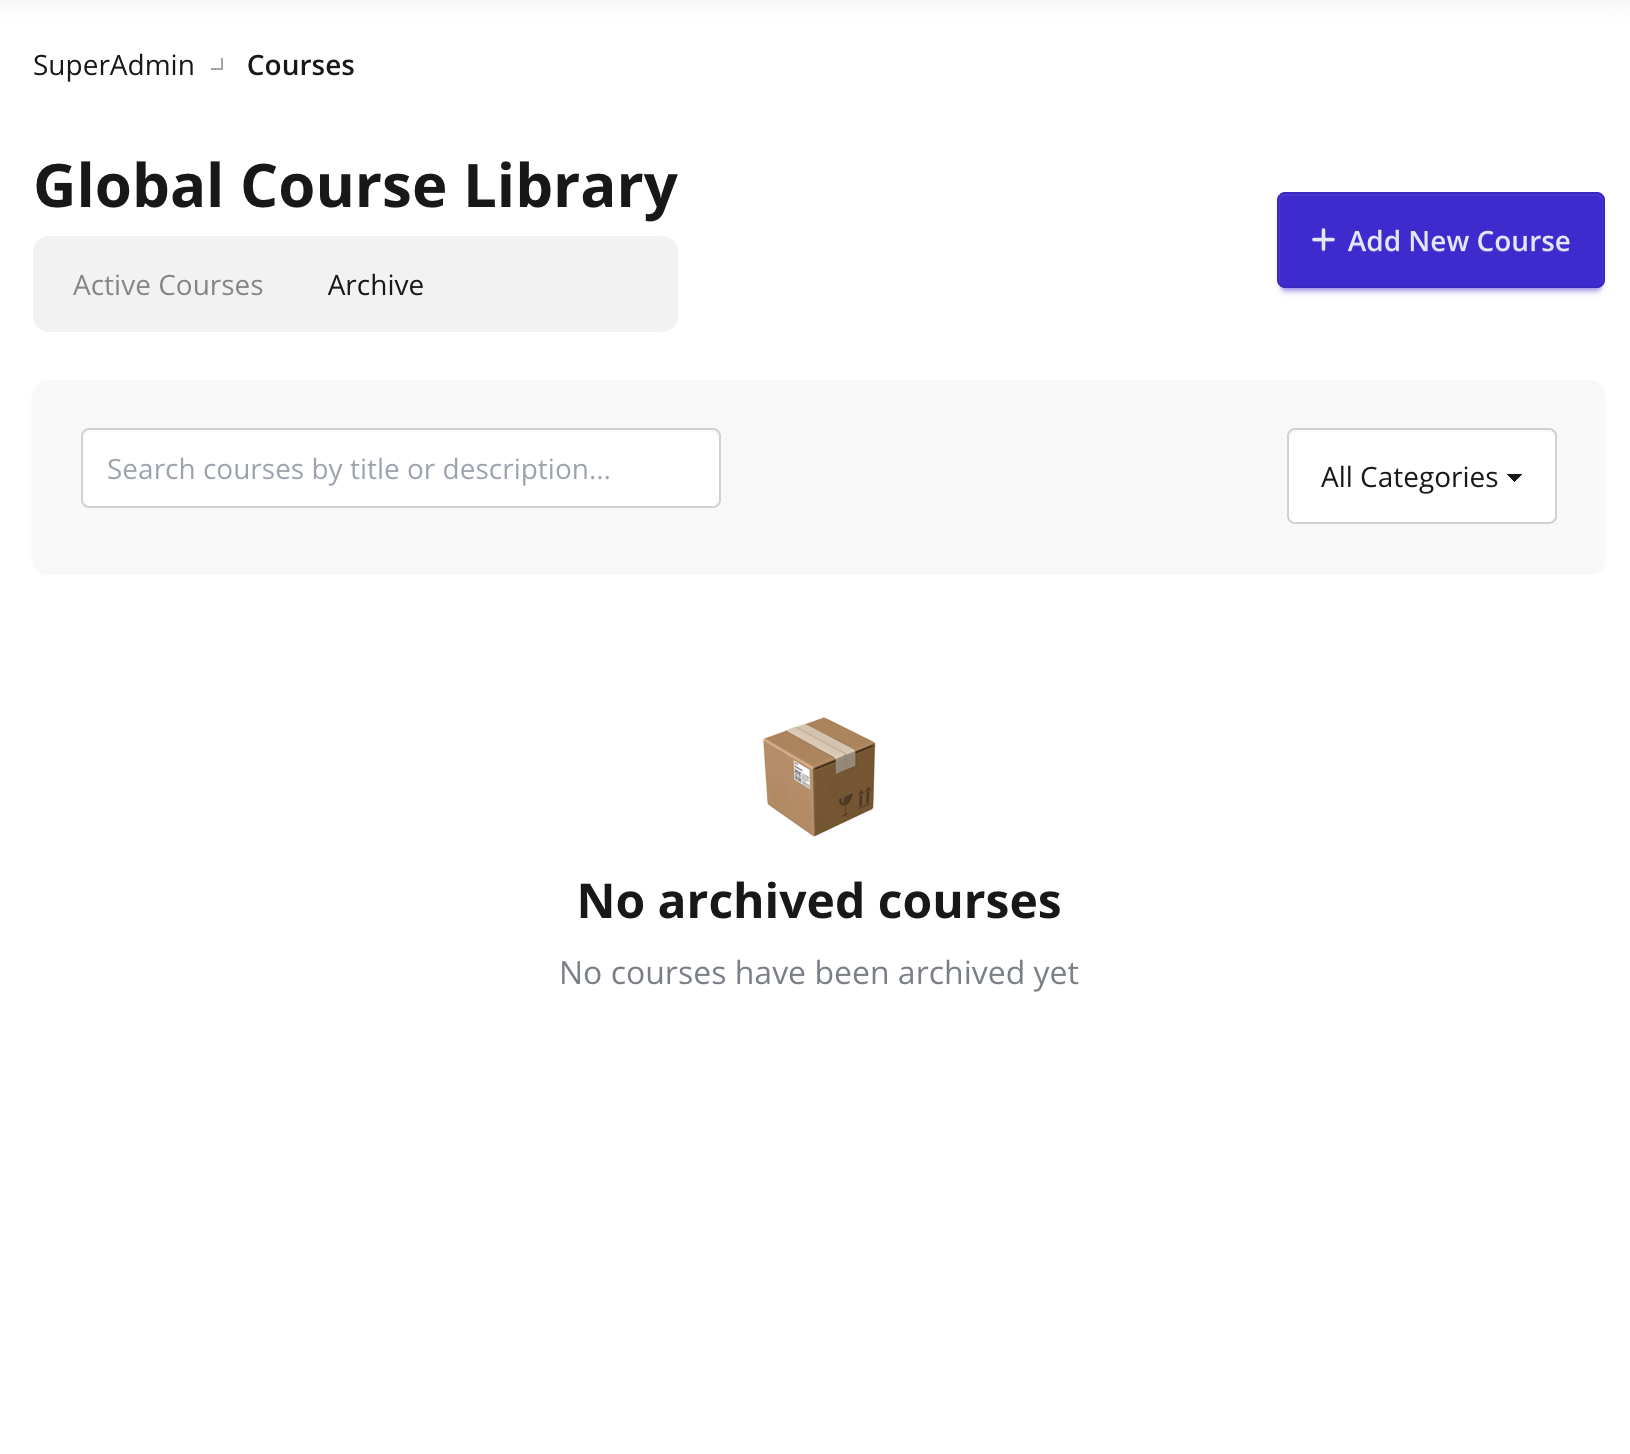 SuperAdmin Courses
Global Course Library
+ Add New Course
Active Courses Archive
Search courses by title or description...
All Categories
No archived courses
No courses have been archived yet